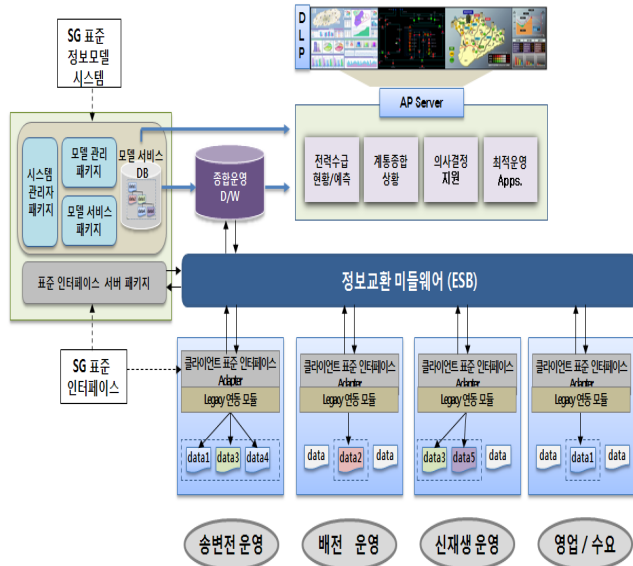 SG 표준
정보모델
시스템
D
L
P
AP Server
시스템
관리자패
키지
모델 관리
패키지
모델 서비스
패키지
모델 서비스
DB
종합운영
D/W
전력수급
현황/예측
계통종합
상황
의사결정
지원
최적운영
Apps.
표준 인터페이스 서버 패키지
정보교환 미들웨어 (ESB)
SG 표준
인터페이스
클라이언트 표준 인터페이스
Adapter
Legacy 연동 모듈
data1
data3
data4
클라이언트 표준 인터페이스
Adapter
Legacy 연동 모듈
data
data2
data
클라이언트 표준 인터페이스
Adapter
Legacy 연동 모듈
data3
data5
data
클라이언트 표준 인터페이스
Adapter
Legacy 연동 모듈
data
data1
data
송변전 운영
배전 운영
신재생 운영
영업 / 수요